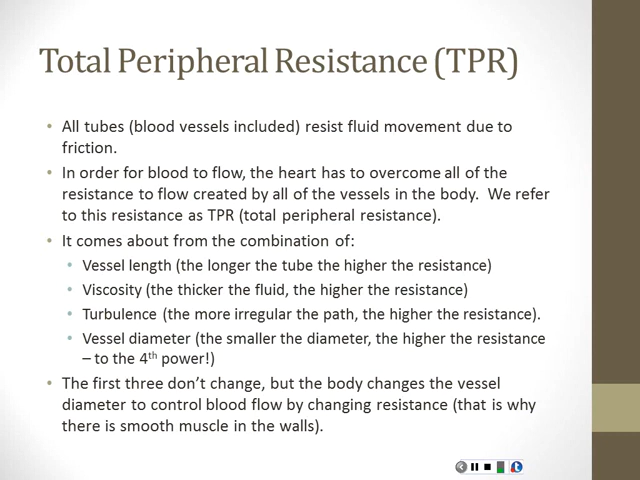 Total Peripheral Resistance (TPR)
• All tubes (blood vessels included) resist fluid movement due to
friction.
• In order for blood to flow, the heart has to overcome all of the
resistance to flow created by all of the vessels in the body.  We refer
to this resistance as TPR (total peripheral resistance).
• It comes about from the combination of:
• Vessel length (the longer the tube the higher the resistance)
• Viscosity (the thicker the fluid, the higher the resistance)
• Turbulence (the more irregular the path, the higher the resistance).
• Vessel diameter (the smaller the diameter, the higher the resistance
– to the 4th power!)
• The first three don’t change, but the body changes the vessel
diameter to control blood flow by changing resistance (that is why
there is smooth muscle in the walls).